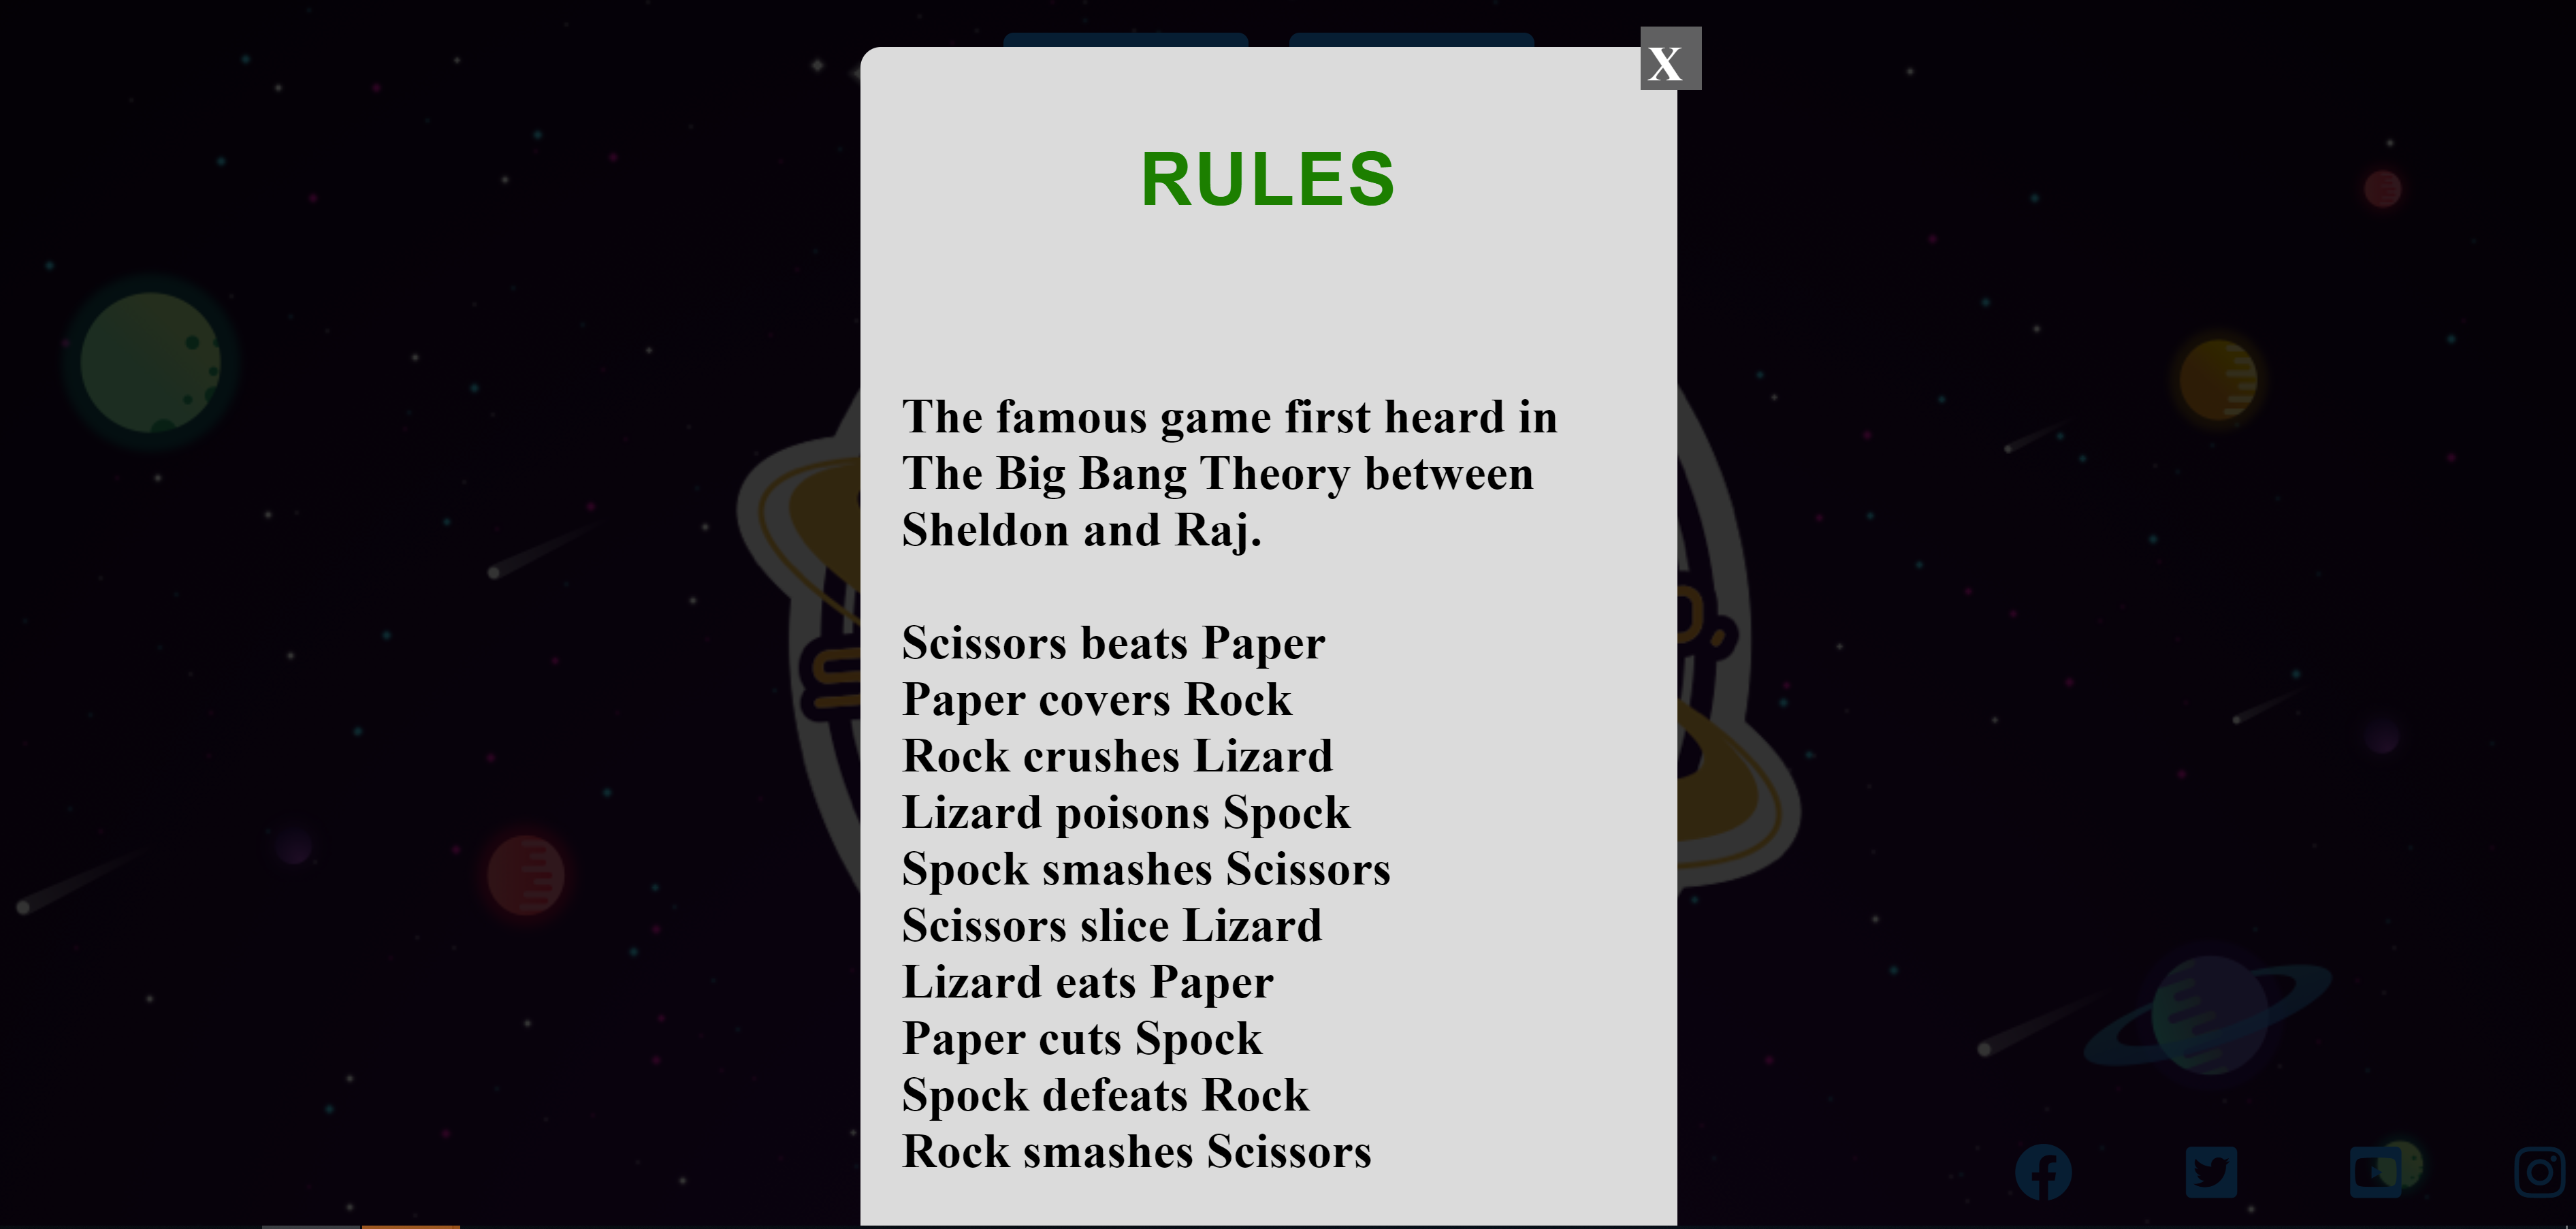 X
RULES
The famous game first heard in
The Big Bang Theory between
Sheldon and Raj.
Scissors beats Paper
Paper covers Rock
Rock crushes Lizard
Lizard poisons Spock
Spock smashes Scissors
Scissors slice Lizard
Lizard eats Paper
Paper cuts Spock
Spock defeats Rock
Rock smashes Scissors